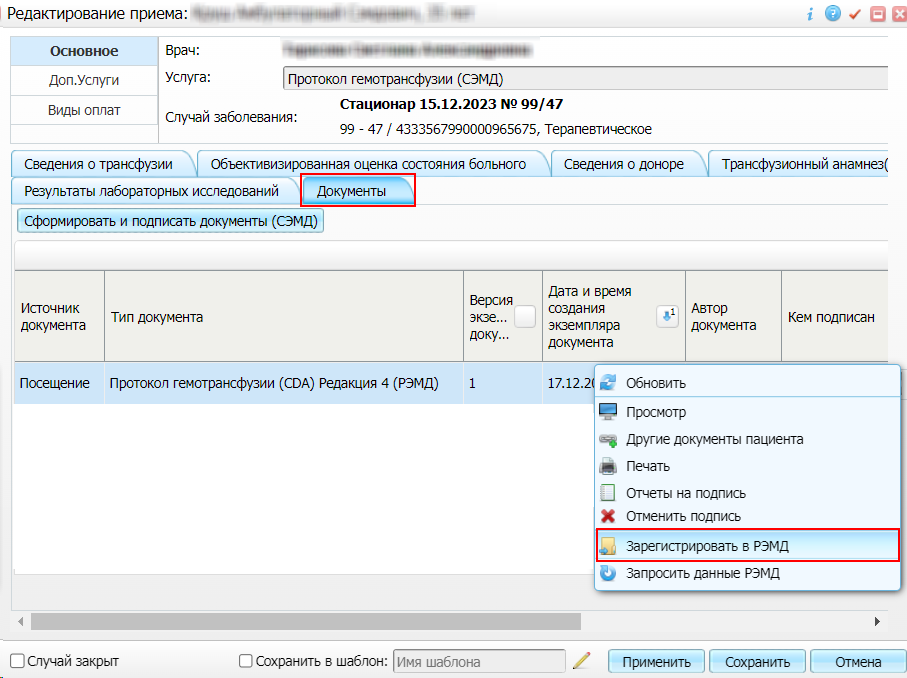 Редактирование приема:
Основное
Доп.Услуги
Виды оплат
Врач:
Услуга:
Протокол гемотрансфузии (СЭМД)
Случай заболевания:
Стационар 15.12.2023 № 99/47
99 - 47 / 4333567990000965675, Терапевтическое
Сведения о трансфузии
Объективизированная оценка состояния больного
Сведения о доноре
Трансфузионный анамнез(
Результаты лабораторных исследований
Документы
Сформировать и подписать документы (СЭМД)
Источник
документа
Тип документа
Версия
экзе...
доку...
Дата и время
создания
экземпляра
документа
1
Автор
документа
Кем подписан
Посещение
Протокол гемотрансфузии (CDA) Редакция 4 (РЭМД)
1
17.12.20
Обновить
Просмотр
Другие документы пациента
Печать
Отчеты на подпись
Отменить подпись
Зарегистрировать в РЭМД
Запросить данные РЭМД
Случай закрыт
Сохранить в шаблон:
Имя шаблона
Применить
Сохранить
Отмена